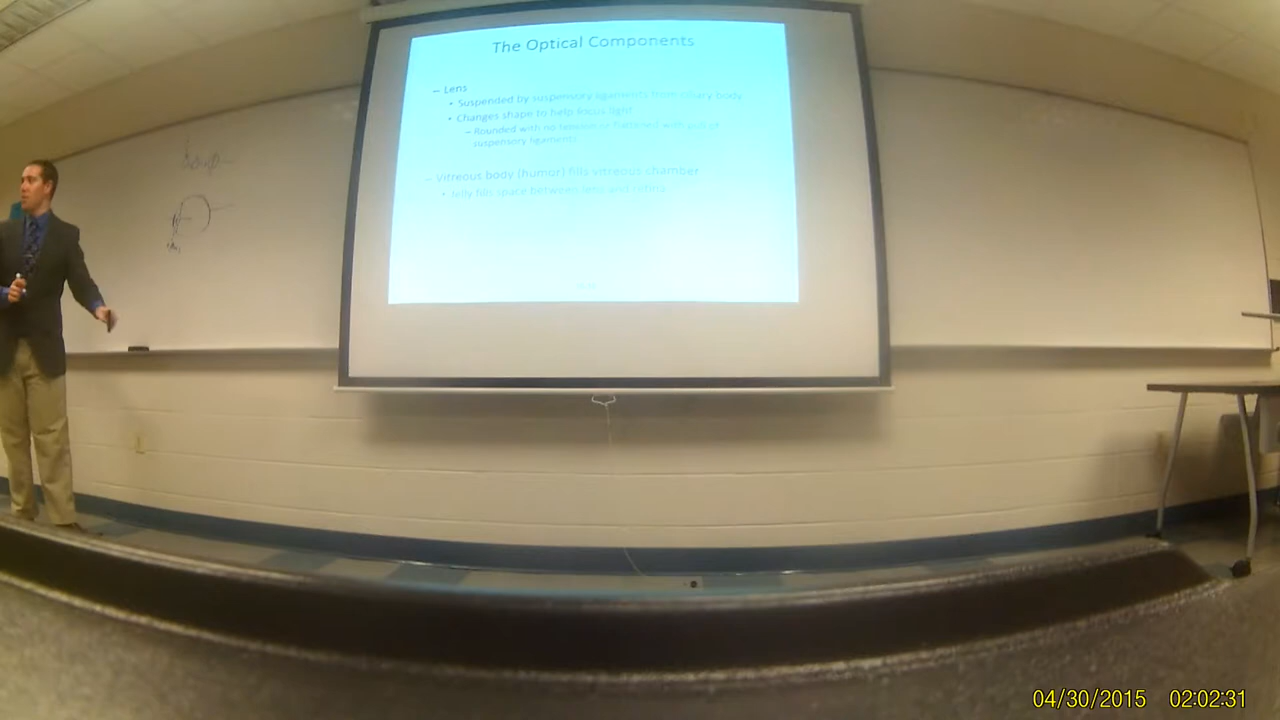 The Optical Components
– Lens
• Suspended by suspensory ligaments from ciliary body
• Changes shape to help focus light
– Rounded with no tension or flattened with pull of
suspensory ligaments
– Vitreous body (humor) fills vitreous chamber
• Jelly fills space between lens and retina
04/30/2015 02:02:31